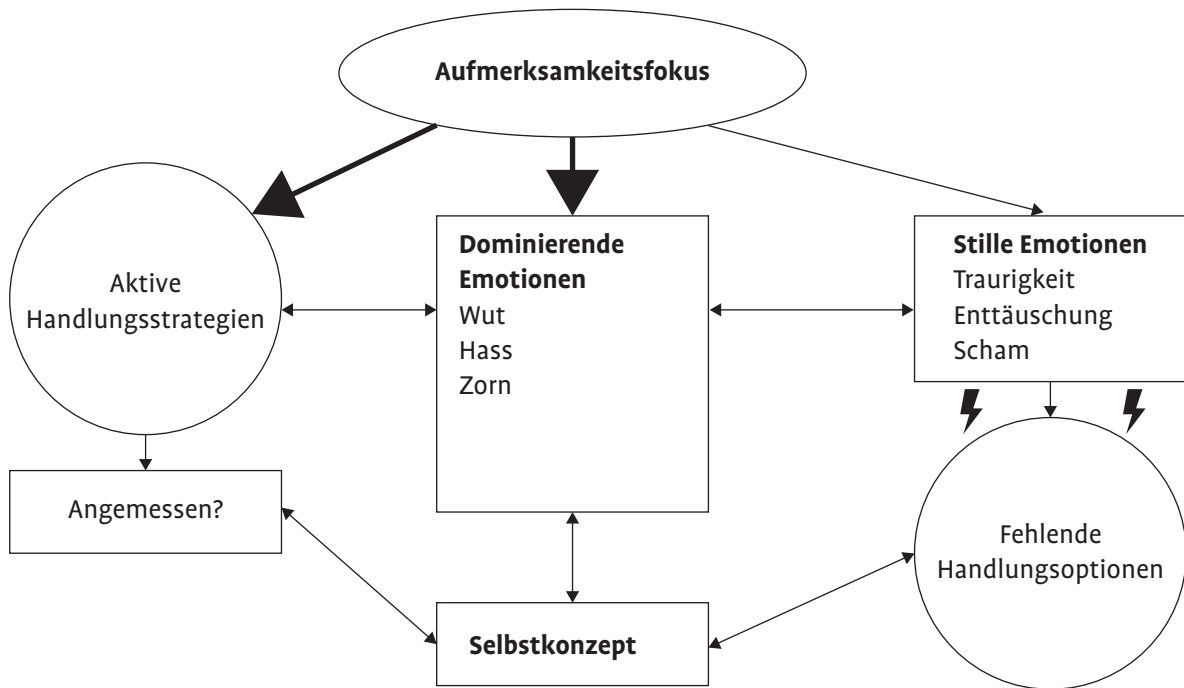 Aufmerksamkeitsfokus
Aktive
Handlungsstrategien
Dominierende
Emotionen
Wut
Hass
Zorn
Stille Emotionen
Traurigkeit
Enttäuschung
Scham
Angemessen?
Fehlende
Handlungsoptionen
Selbstkonzept